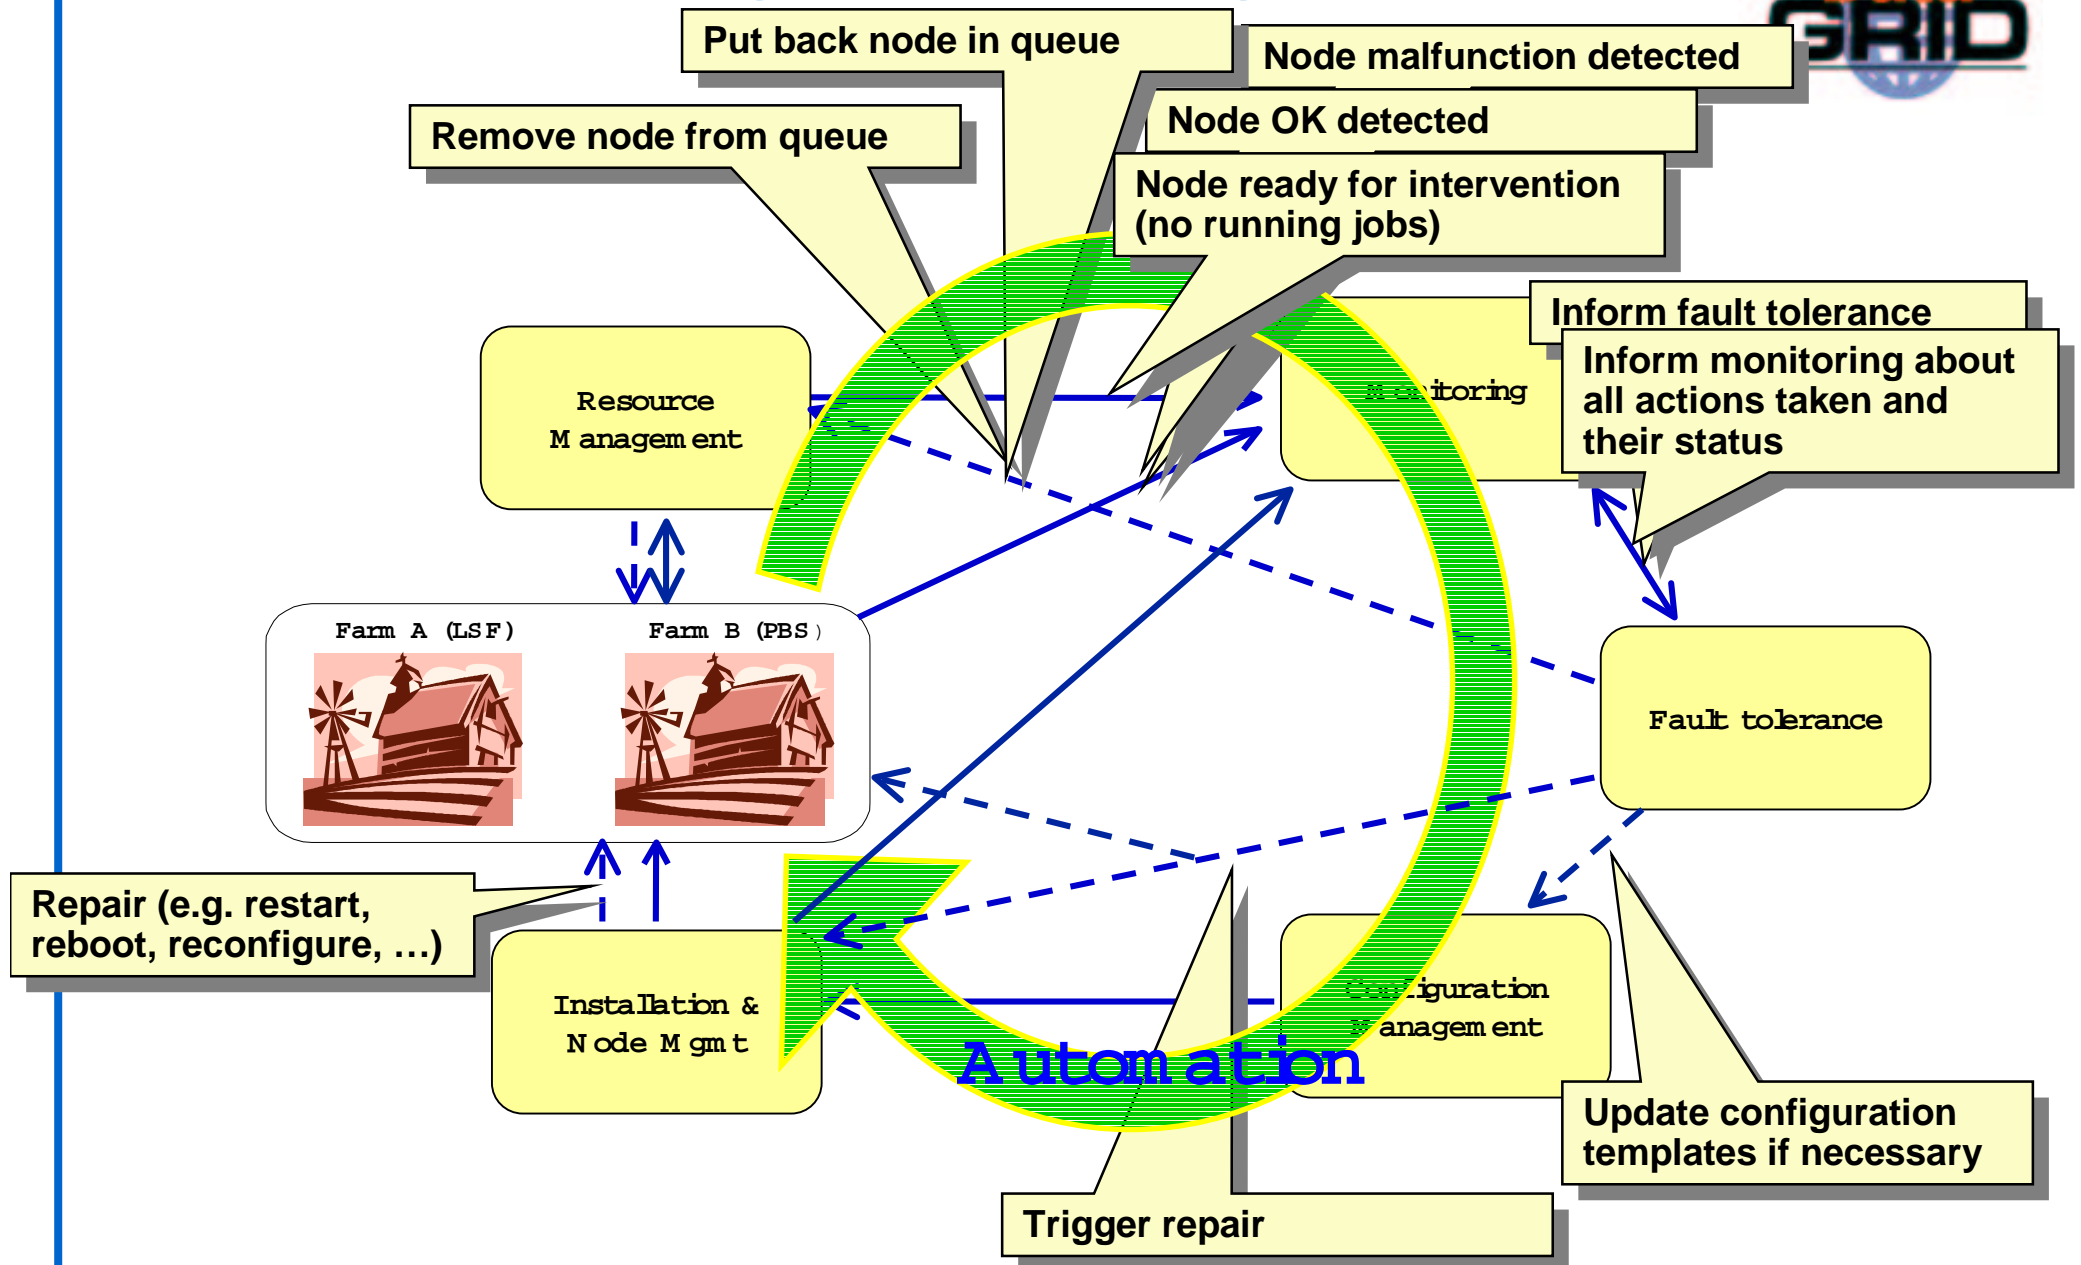 GRID
Put back node in queue
Node malfunction detected
Node OK detected
Remove node from queue
Node ready for intervention
(no running jobs)
Inform fault tolerance
Inform monitoring about
all actions taken and
their status
Resource
Management
Monitoring
Farm A (LSF)
Farm B (PBS)
Fault tolerance
Repair (e.g. restart,
reboot, reconfigure, …)
Installation &
Node Mgmt
Configuration
Management
Automation
Update configuration
templates if necessary
Trigger repair